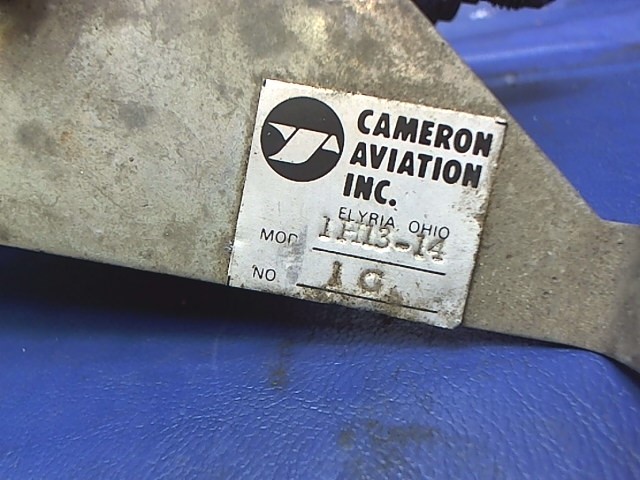 CAMERON
AVIATION
INC.
ELYRIA, OHIO
MOD 1H13-14
NO 1G